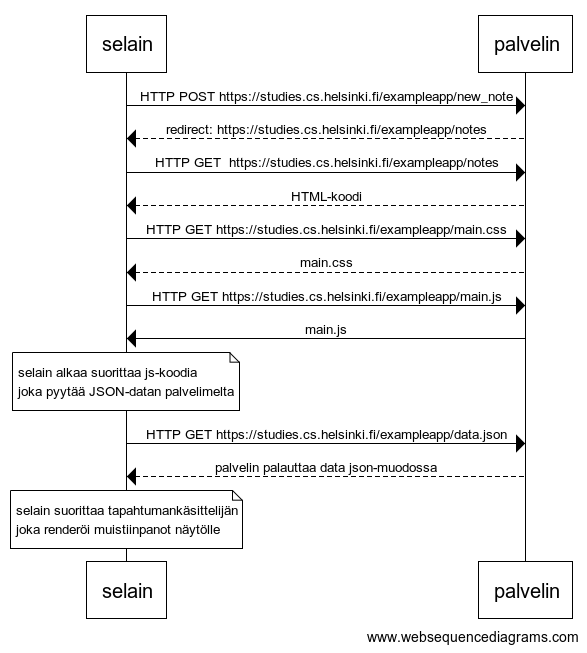 selain
palvelin
HTTP POST https://studies.cs.helsinki.fi/exampleapp/new_note
redirect: https://studies.cs.helsinki.fi/exampleapp/notes
HTTP GET  https://studies.cs.helsinki.fi/exampleapp/notes
HTML-koodi
HTTP GET https://studies.cs.helsinki.fi/exampleapp/main.css
main.css
HTTP GET https://studies.cs.helsinki.fi/exampleapp/main.js
main.js
selain alkaa suorittaa js-koodia
joka pyytää JSON-datan palvelimelta
HTTP GET https://studies.cs.helsinki.fi/exampleapp/data.json
palvelin palauttaa data json-muodossa
selain suorittaa tapahtumankäsittelijän
joka renderöi muistiinpanot näytölle
selain
palvelin
www.websequencediagrams.com